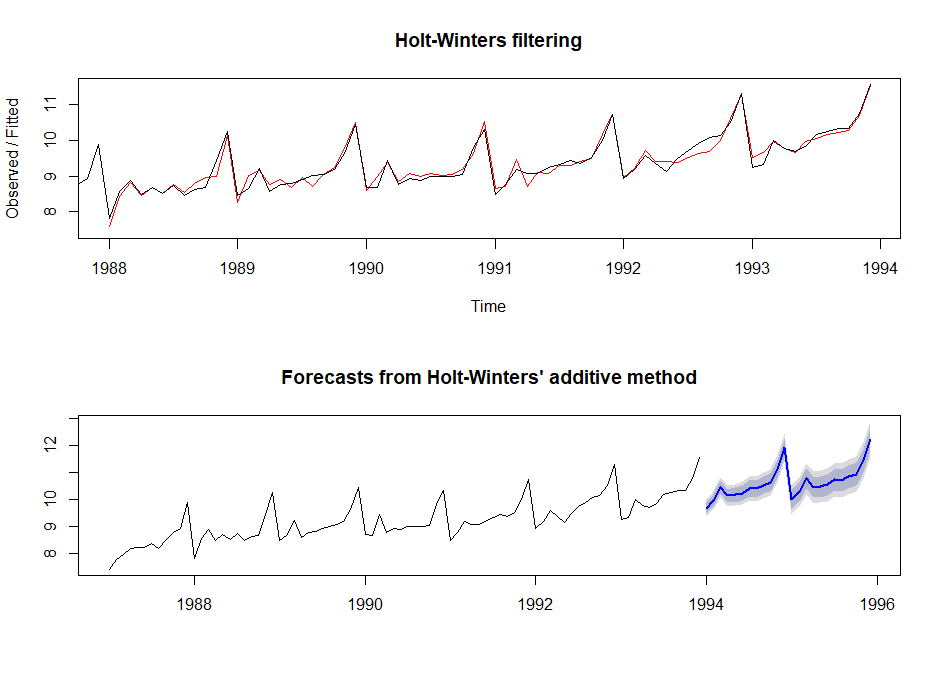 Holt-Winters filtering
Observed / Fitted
11
10
9
8
1988 1989 1990 1991 1992 1993 1994
Time
Forecasts from Holt-Winters' additive method
12
10
9
8
1988 1990 1992 1994 1996